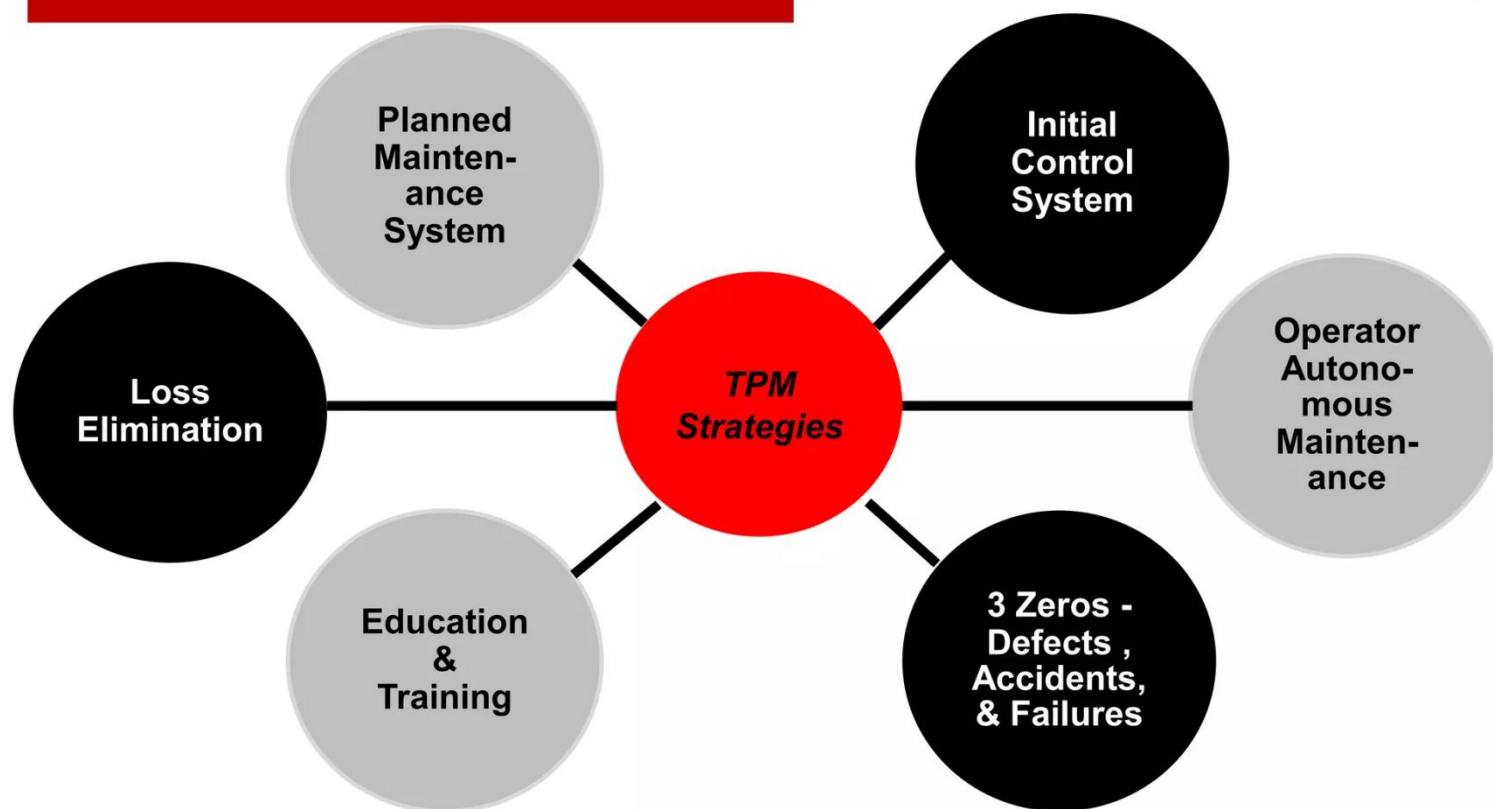 Planned
Mainten-
ance
System
Initial
Control
System
Loss
Elimination
TPM
Strategies
Operator
Autono-
mous
Mainten-
ance
Education
&
Training
3 Zeros -
Defects ,
Accidents,
& Failures